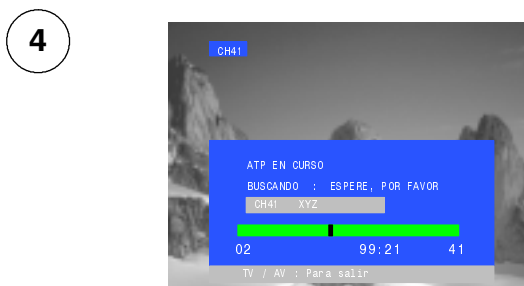 4
CH41
ATP EN CURSO
BUSCANDO : ESPERE, POR FAVOR
CH41 XYZ
02 99:21 41
TV / AV : Para salir